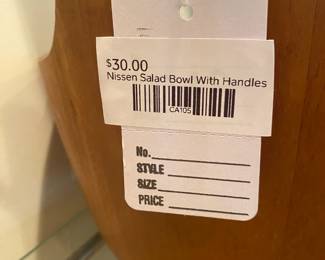 $30.00
Nissen Salad Bowl With Handles
CA105
No.
STYLE
SIZE
PRICE